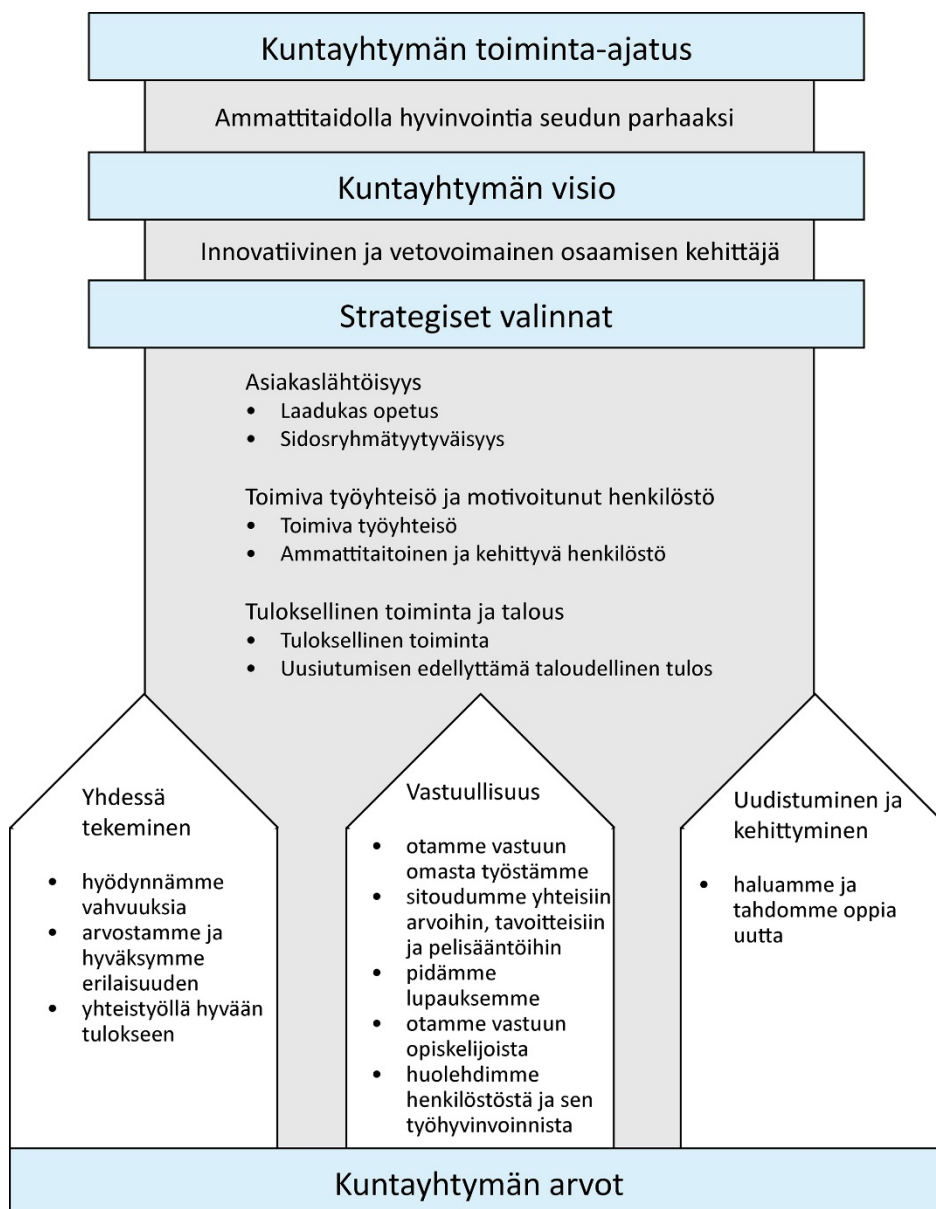 Kuntayhtymän toiminta-ajatus
Ammattitaidolla hyvinvointia seudun parhaaksi
Kuntayhtymän visio
Innovatiivinen ja vetovoimainen osaamisen kehittäjä
Strategiset valinnat
Asiakaslähtöisyys
• Laadukas opetus
• Sidosryhmätyytyväisyys
Toimiva työyhteisö ja motivoitunut henkilöstö
• Toimiva työyhteisö
• Ammattitaitoinen ja kehittyvä henkilöstö
Tuloksellinen toiminta ja talous
• Tuloksellinen toiminta
• Uusiutumisen edellyttämä taloudellinen tulos
Yhdessä
tekeminen
• hyödynnämme
vahvuuksia
• arvostamme ja
hyväksymme
erilaisuuden
• yhteistyöllä hyvään
tulokseen
Vastuullisuus
• otamme vastuun
omasta työstämme
• sitoudumme yhteisiin
arvoihin, tavoitteisiin
ja pelisääntöihin
• pidämme
lupauksemme
• otamme vastuun
opiskelijoista
• huolehdimme
henkilöstöstä ja sen
työhyvinvoinnista
Uudistuminen ja
kehittyminen
• haluamme ja
tahdomme oppia
uutta
Kuntayhtymän arvot